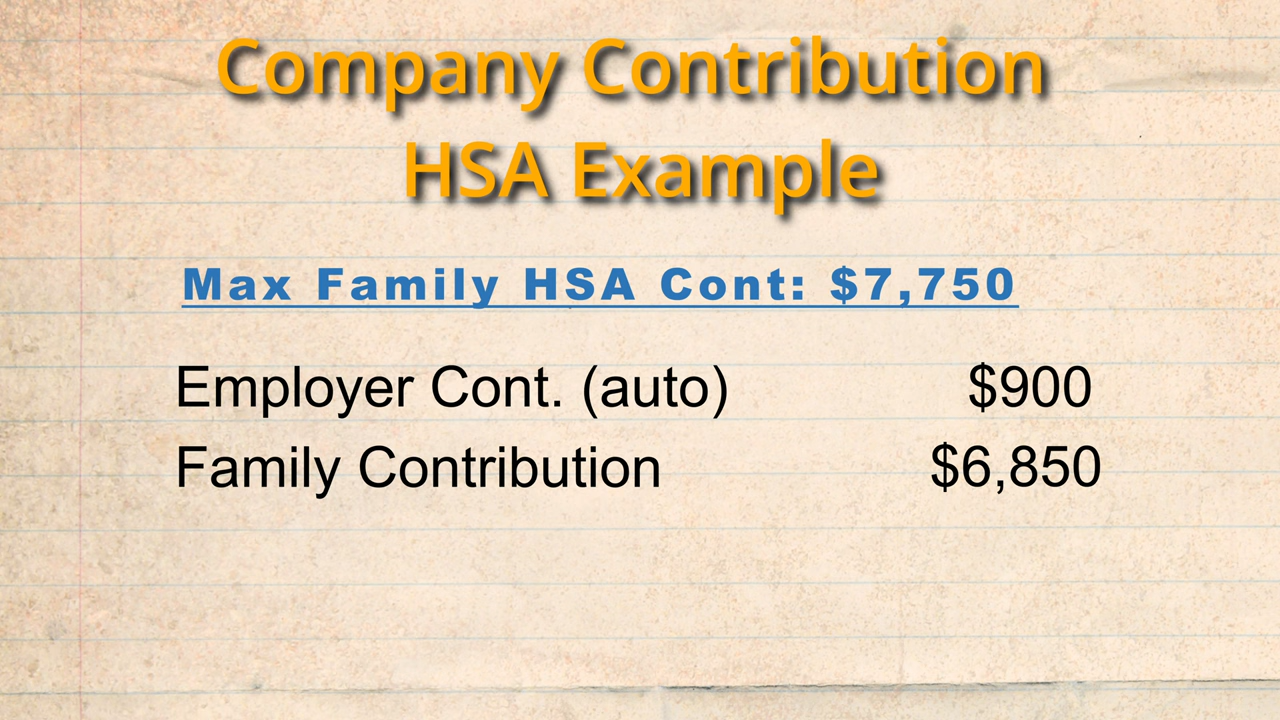 Company Contribution
HSA Example
Max Family HSA Cont: $7,750
Employer Cont. (auto) $900
Family Contribution $6,850